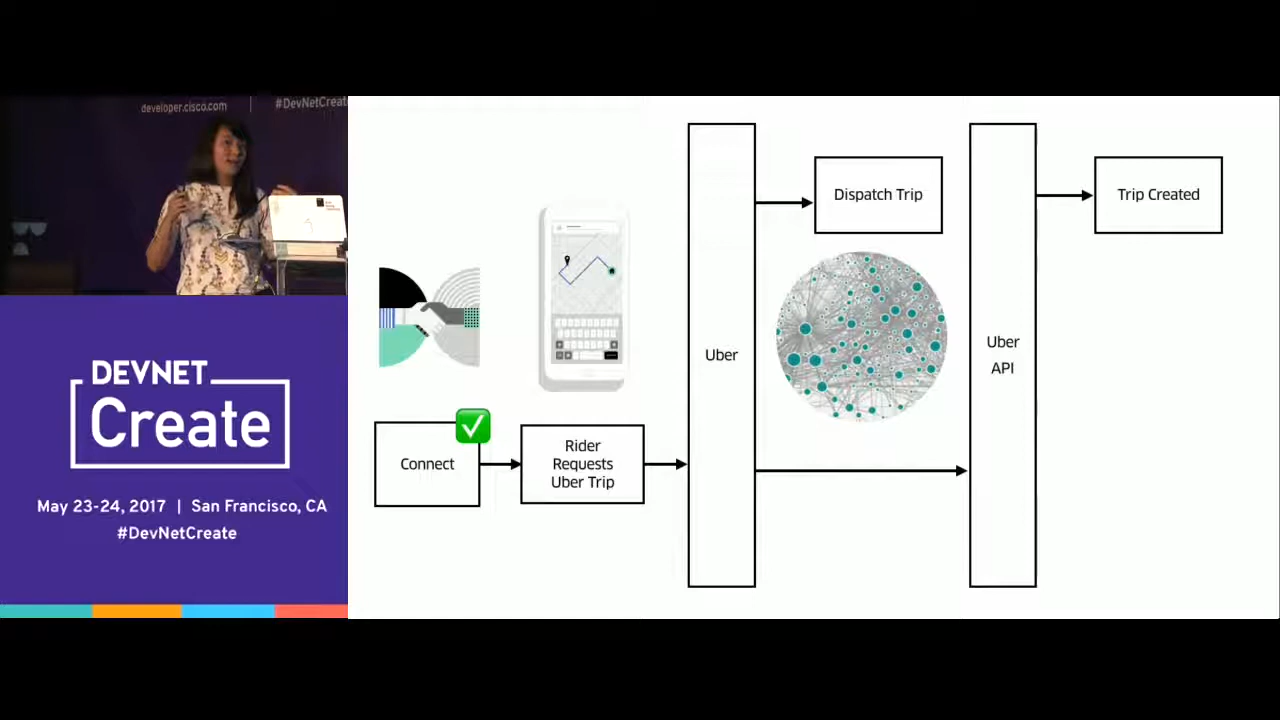 developer.cisco.com
#DevNetCreate
DEVNET
Create
May 23-24, 2017 | San Francisco, CA
#DevNetCreate
Connect
Rider
Requests
Uber Trip
Uber
Dispatch Trip
Uber
API
Trip Created